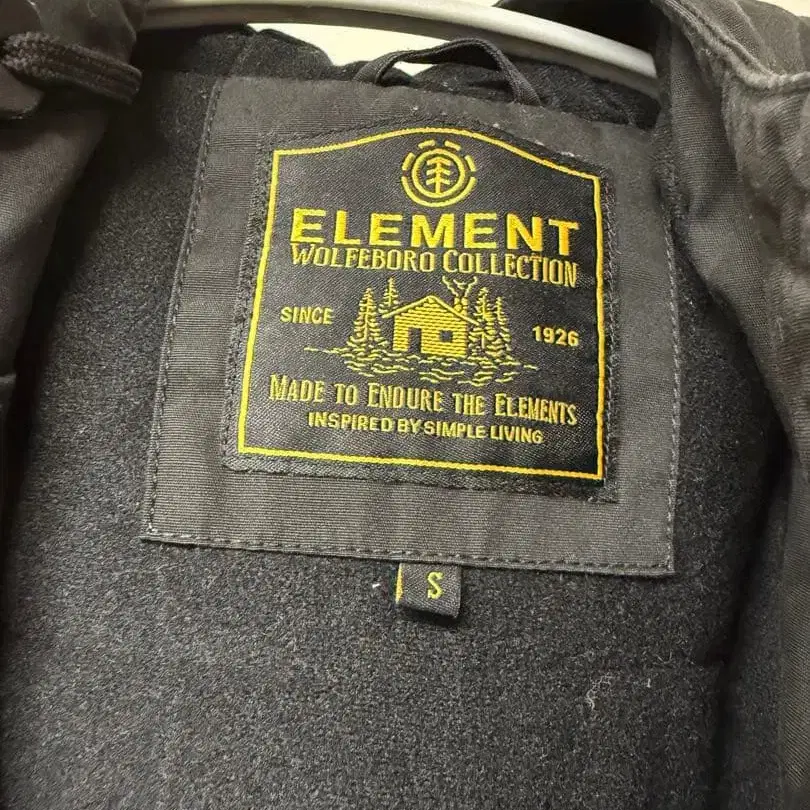 ELEMENT
WOLFEBORO COLLECTION
SINCE 1926
MADE TO ENDURE THE ELEMENTS
INSPIRED BY SIMPLE LIVING
S